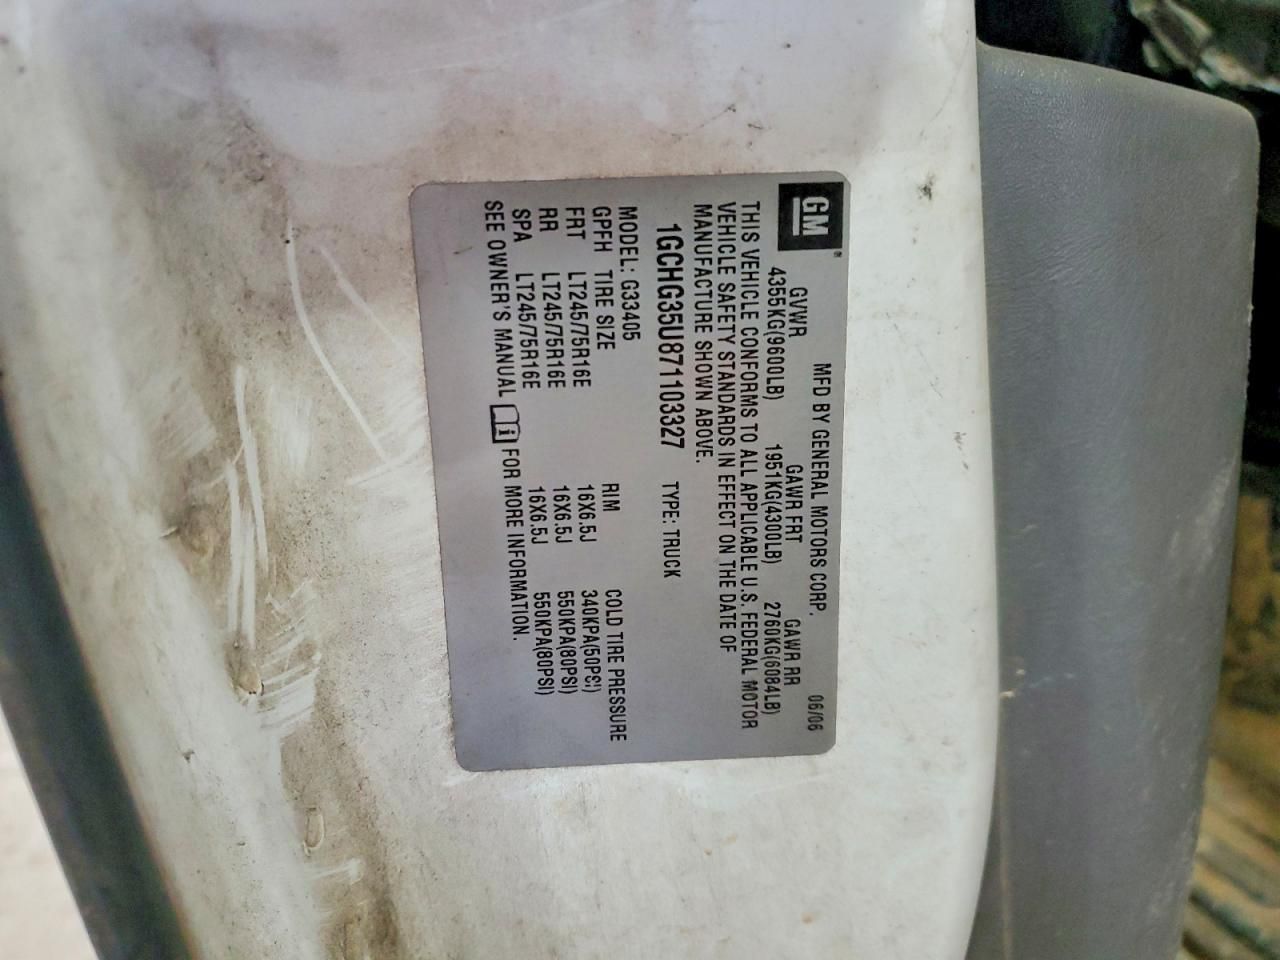 GM™ MFD BY GENERAL MOTORS CORP. 06/06
GVWR GAWR FRT GAWR RR
4355KG(9600LB) 1951KG(4300LB) 2760KG(6084LB)
THIS VEHICLE CONFORMS TO ALL APPLICABLE U.S. FEDERAL MOTOR
VEHICLE SAFETY STANDARDS IN EFFECT ON THE DATE OF
MANUFACTURE SHOWN ABOVE.
1GCHG35U871103327 TYPE: TRUCK
MODEL: G33405
GPFH TIRE SIZE RIM COLD TIRE PRESSURE
FRT LT245/75R16E 16X6.5J 340KPA(50PSI)
RR LT245/75R16E 16X6.5J 550KPA(80PSI)
SPA LT245/75R16E 16X6.5J 550KPA(80PSI)
SEE OWNER'S MANUAL i FOR MORE INFORMATION.